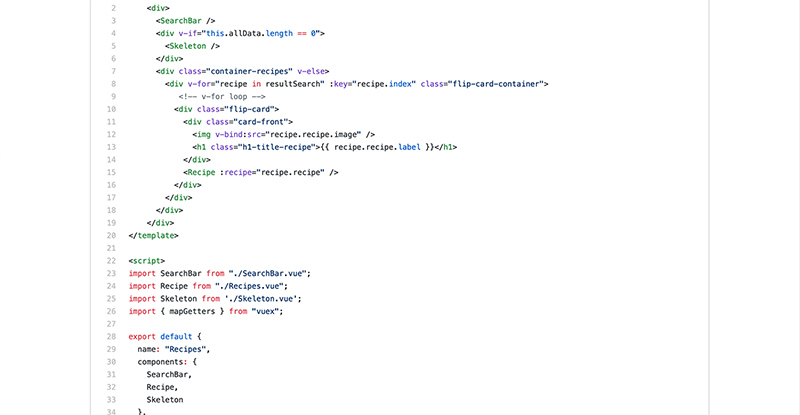 2 <div>
3 <SearchBar />
4 <div v-if="this.allData.length == 0">
5 <Skeleton />
6 </div>
7 <div class="container-recipes" v-else>
8 <div v-for="recipe in resultSearch" :key="recipe.index" class="flip-card-container">
9 <!-- v-for loop -->
10 <div class="flip-card">
11 <div class="card-front">
12 <img v-bind:src="recipe.recipe.image" />
13 <h1 class="h1-title-recipe">{{ recipe.recipe.label }}</h1>
14 </div>
15 <Recipe :recipe="recipe.recipe" />
16 </div>
17 </div>
18 </div>
19 </div>
20 </template>
21
22 <script>
23 import SearchBar from "./SearchBar.vue";
24 import Recipe from "./Recipes.vue";
25 import Skeleton from './Skeleton.vue';
26 import { mapGetters } from "vuex";
27
28 export default {
29 name: "Recipes",
30 components: {
31 SearchBar,
32 Recipe,
33 Skeleton
34 },